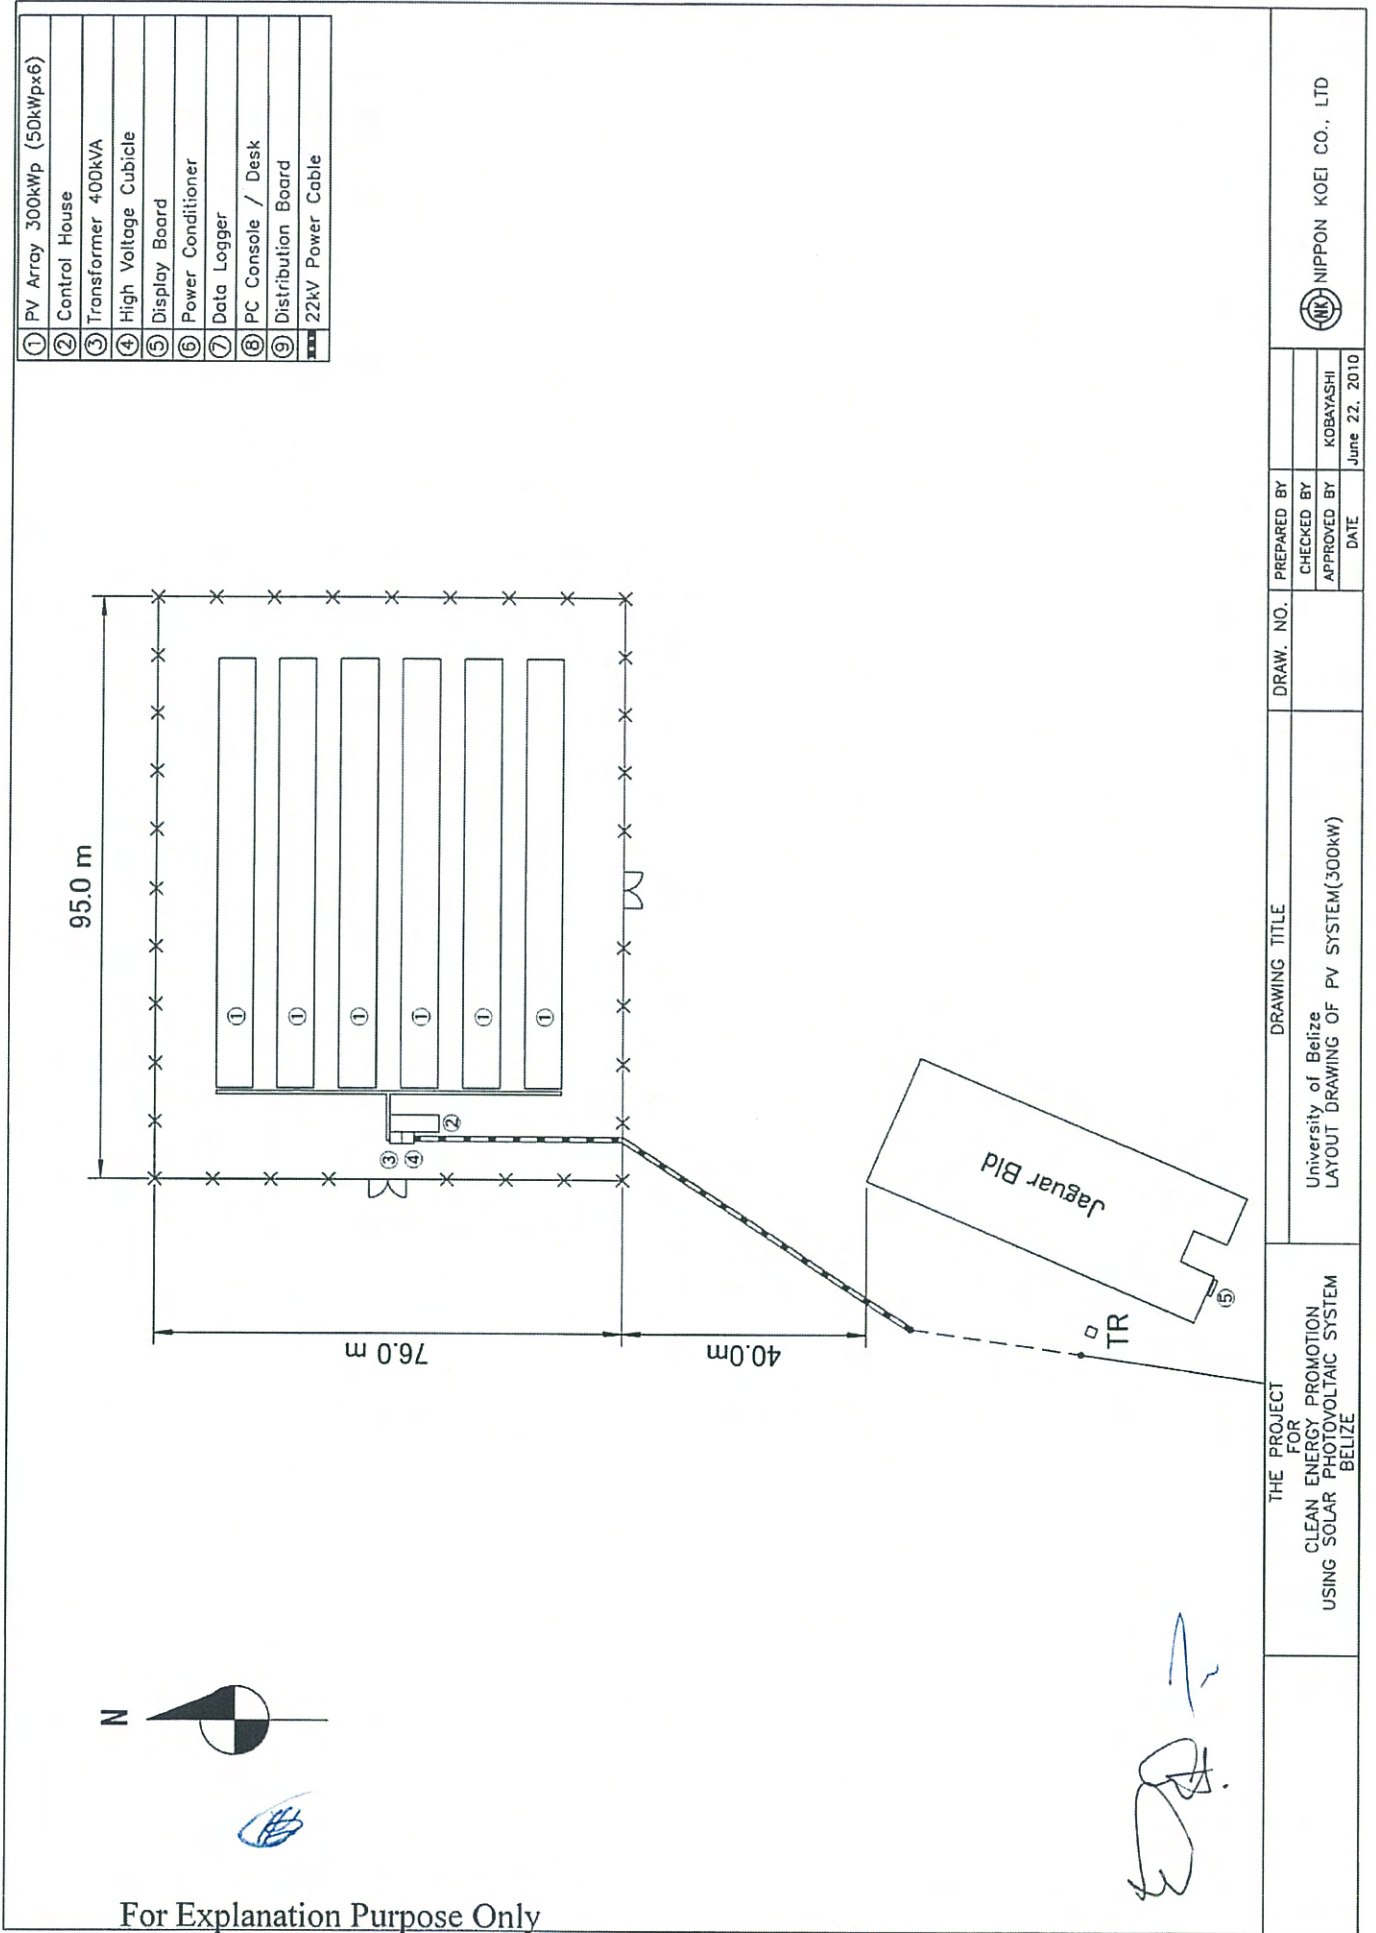 ① PV Array 300kWp (50kWpx6)
② Control House
③ Transformer 400kVA
④ High Voltage Cubicle
⑤ Display Board
⑥ Power Conditioner
⑦ Data Logger
⑧ PC Console / Desk
⑨ Distribution Board
22kV Power Cable
N
95.0 m
76.0 m
40.0m
①
①
①
①
①
①
②
③
④
Jaguar Bld
⑤
TR
THE PROJECT
FOR
CLEAN ENERGY PROMOTION
USING SOLAR PHOTOVOLTAIC SYSTEM
BELIZE
DRAWING TITLE
University of Belize
LAYOUT DRAWING OF PV SYSTEM(300kW)
DRAW. NO.
PREPARED BY
CHECKED BY
APPROVED BY KOBAYASHI
DATE June 22, 2010
NK NIPPON KOEI CO., LTD
For Explanation Purpose Only